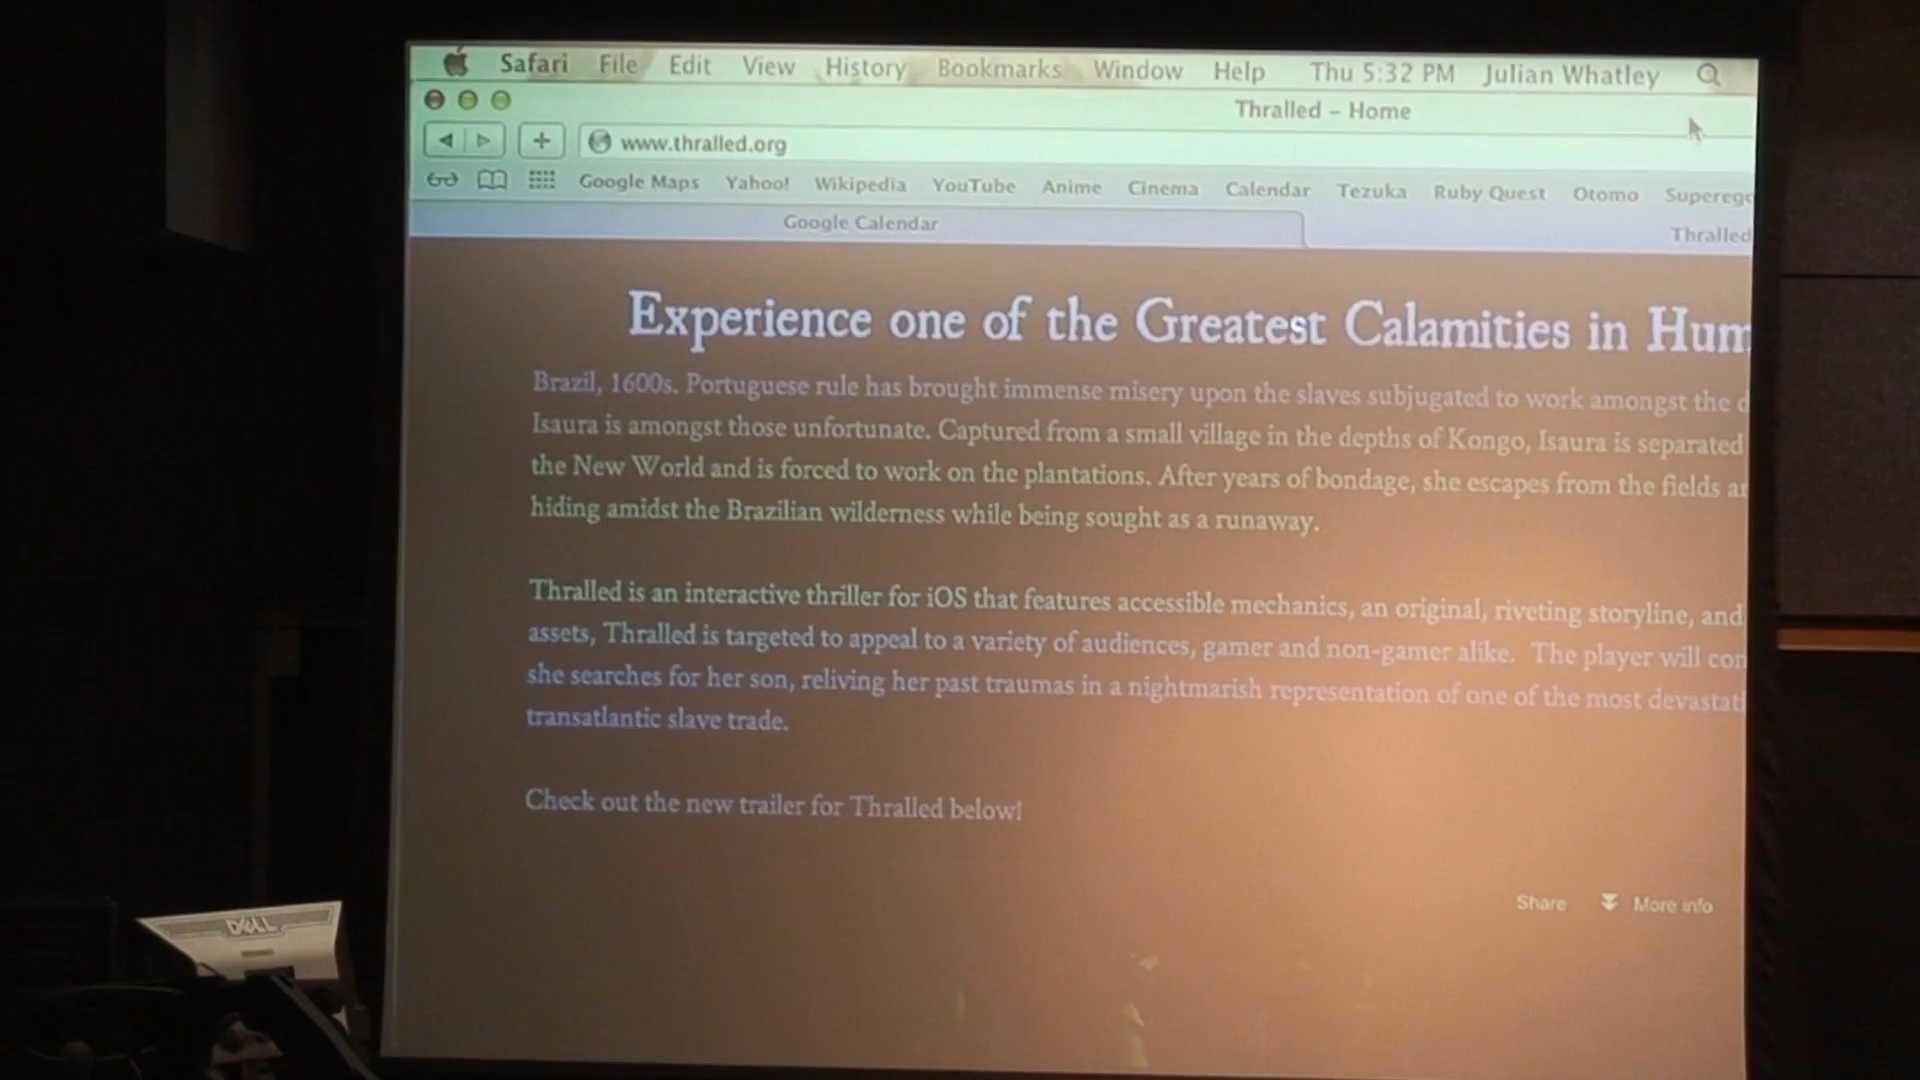 Safari File Edit View History Bookmarks Window Help Thu 5:32 PM Julian Whatley
Thralled – Home
www.thralled.org
Google Maps Yahoo! Wikipedia YouTube Anime Cinema Calendar Tezuka Ruby Quest Otomo Superego
Google Calendar Thralled
Experience one of the Greatest Calamities in Hum
Brazil, 1600s. Portuguese rule has brought immense misery upon the slaves subjugated to work amongst the
Isaura is amongst those unfortunate. Captured from a small village in the depths of Kongo, Isaura is separated
the New World and is forced to work on the plantations. After years of bondage, she escapes from the fields
hiding amidst the Brazilian wilderness while being sought as a runaway.
Thralled is an interactive thriller for iOS that features accessible mechanics, an original, riveting storyline, and
assets, Thralled is targeted to appeal to a variety of audiences, gamer and non-gamer alike. The player will con
she searches for her son, reliving her past traumas in a nightmarish representation of one of the most devastati
transatlantic slave trade.
Check out the new trailer for Thralled below!
Share More info
DELL